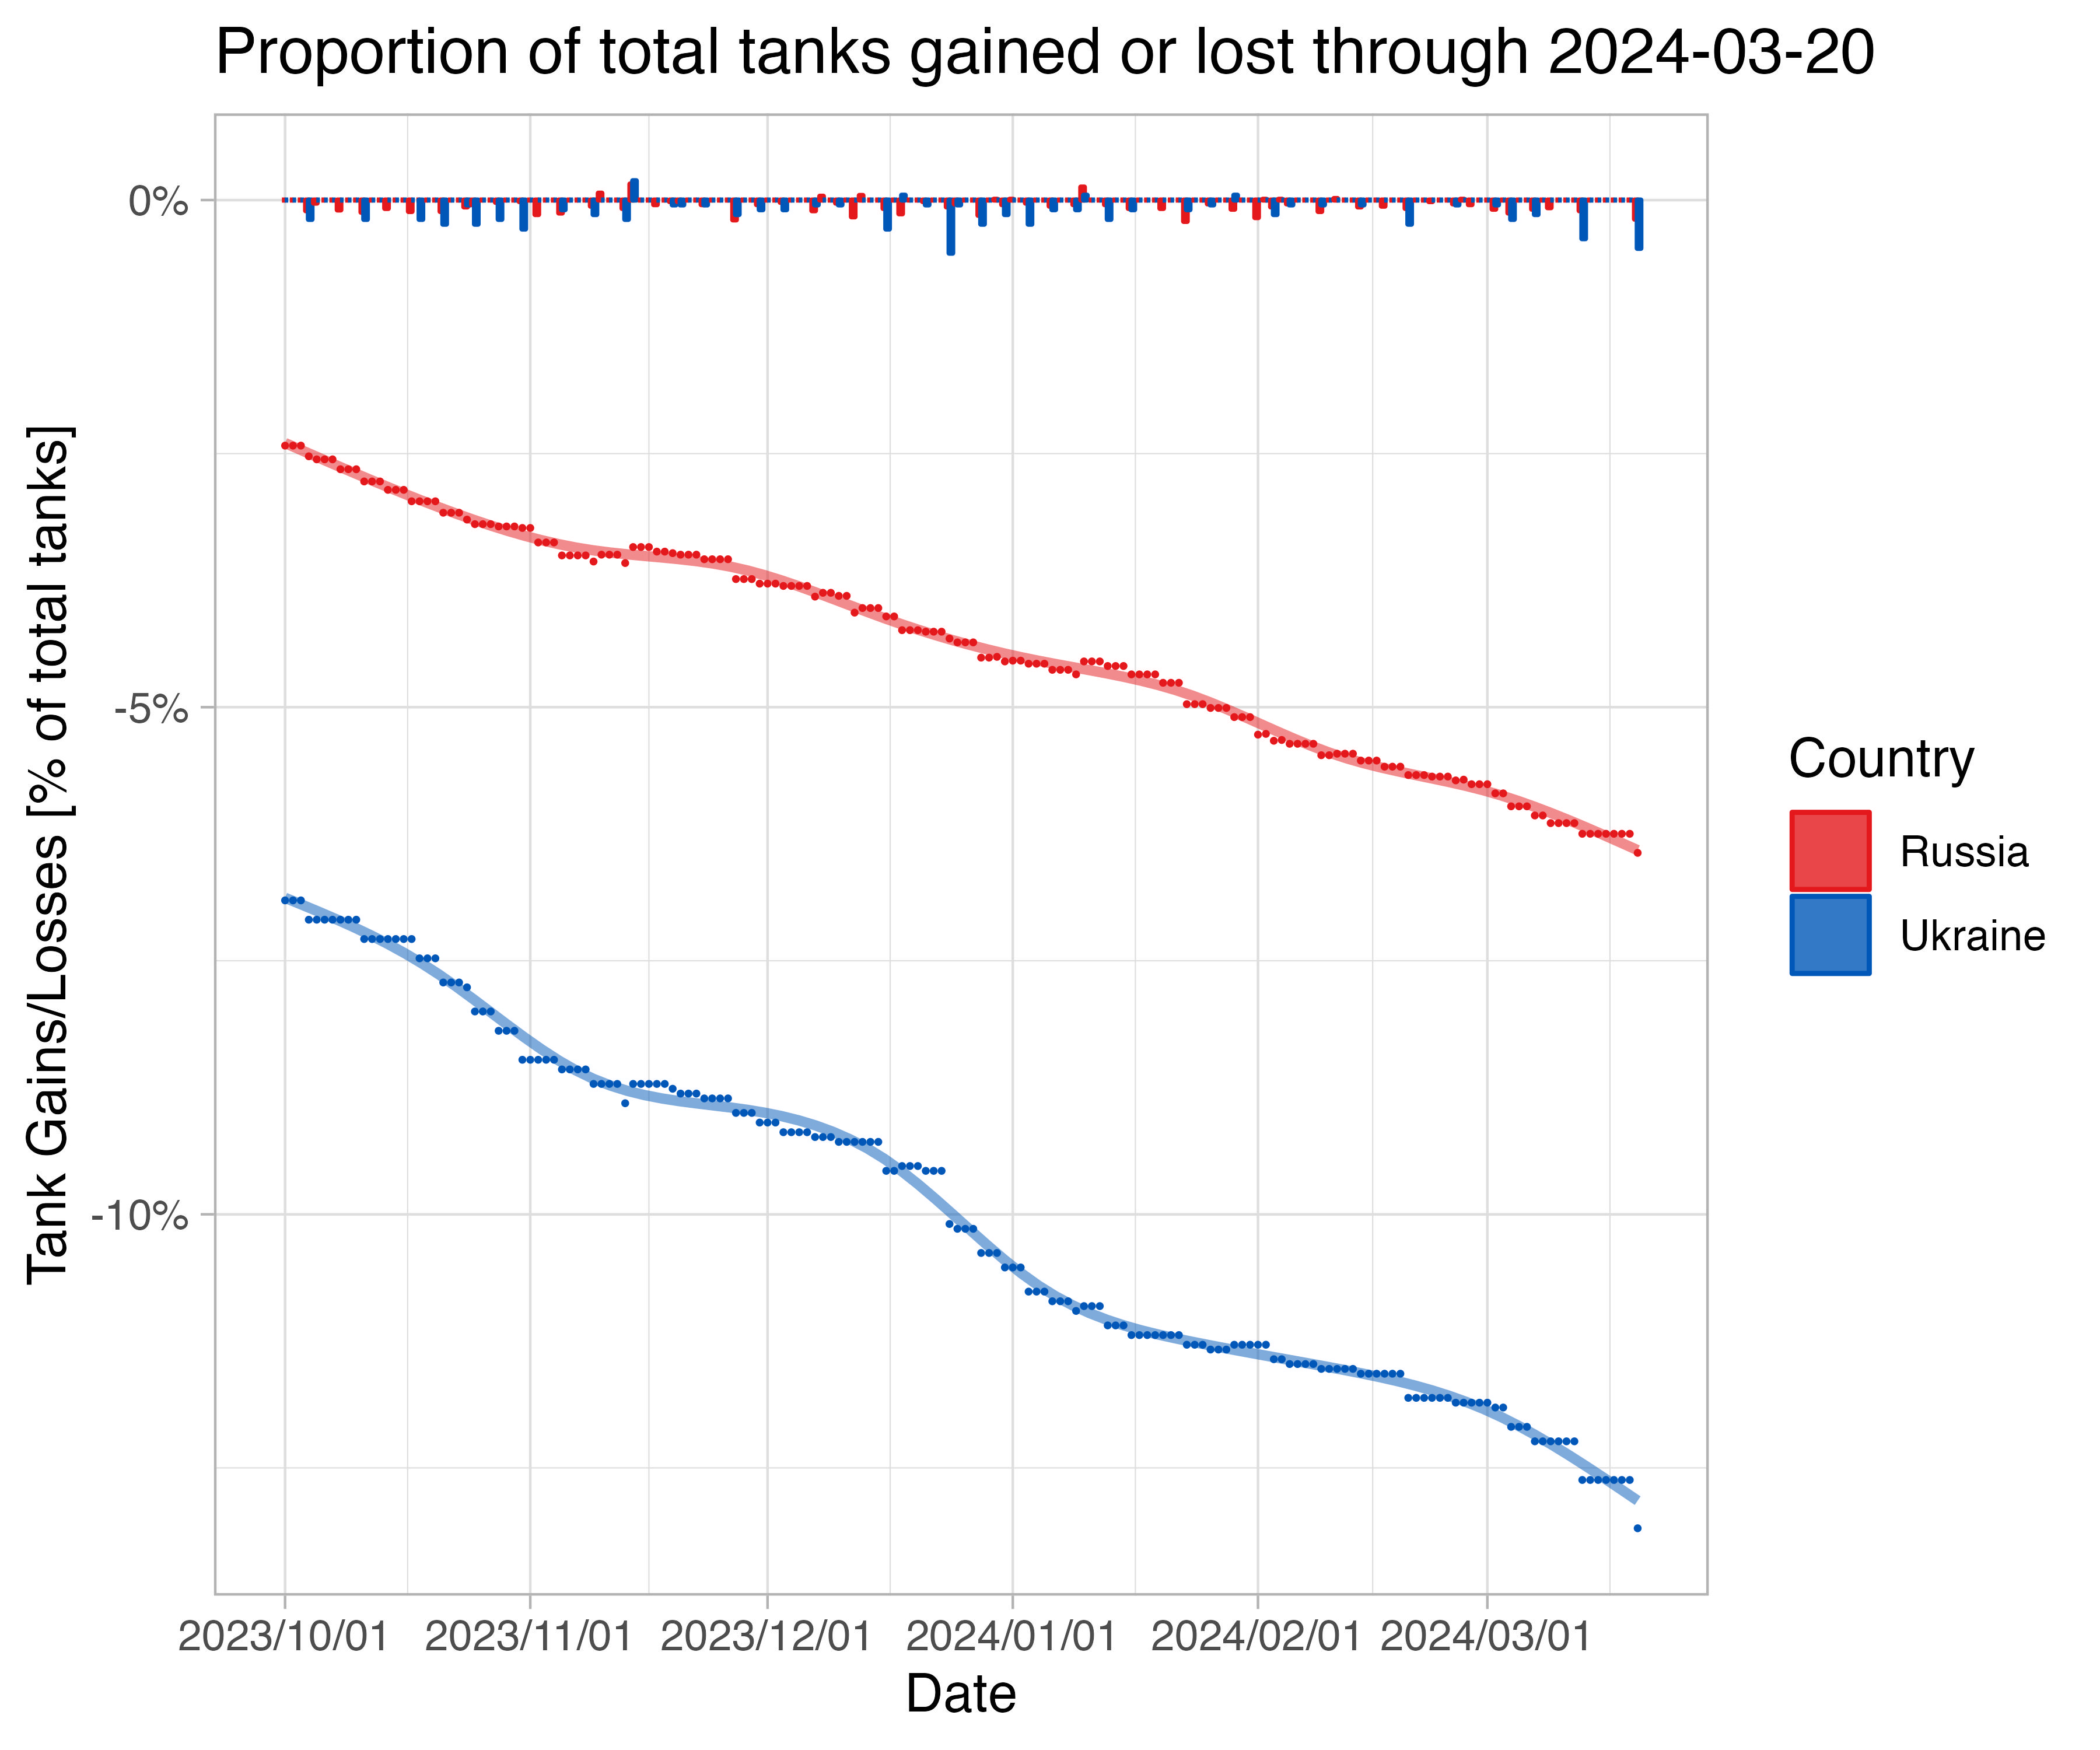 Proportion of total tanks gained or lost through 2024-03-20
Tank Gains/Losses [% of total tanks]
0%
-5%
-10%
2023/10/01 2023/11/01 2023/12/01 2024/01/01 2024/02/01 2024/03/01
Date
Country
Russia
Ukraine